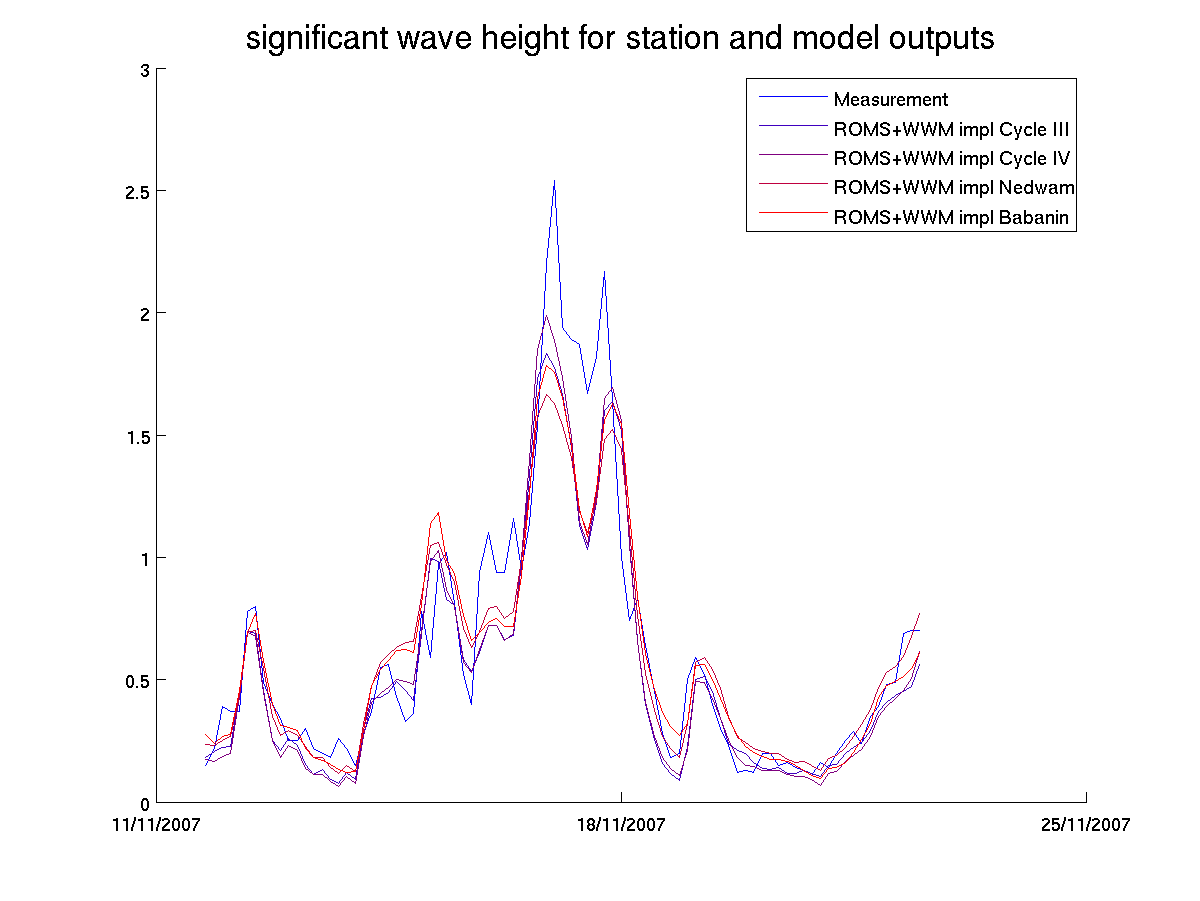 significant wave height for station and model outputs
3
Measurement
ROMS+WWM impl Cycle III
ROMS+WWM impl Cycle IV
ROMS+WWM impl Nedwam
ROMS+WWM impl Babanin
2.5
2
1.5
1
0.5
0
11/11/2007
18/11/2007
25/11/2007